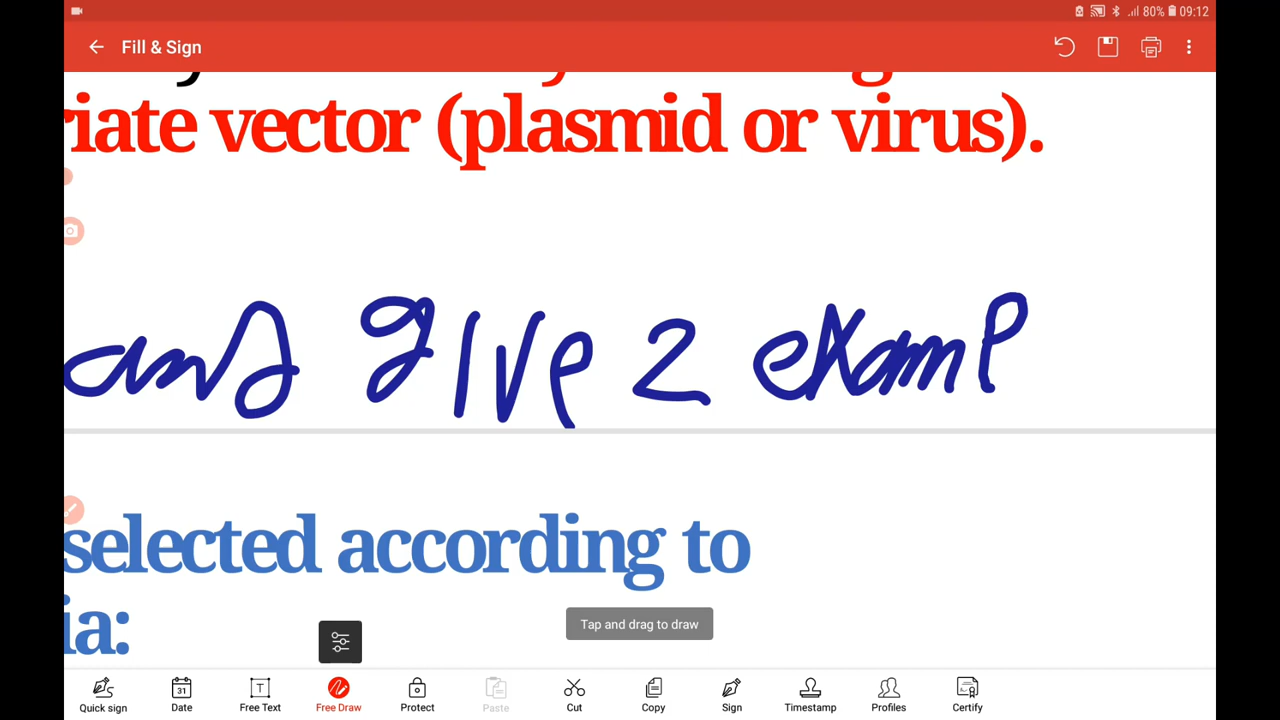 80% 09:12
Fill & Sign
riate vector (plasmid or virus).
and give 2 examp
selected according to
ia:
Tap and drag to draw
Quick sign
31
Date
T
Free Text
Free Draw
Protect
Paste
Cut
Copy
Sign
Timestamp
Profiles
Certify